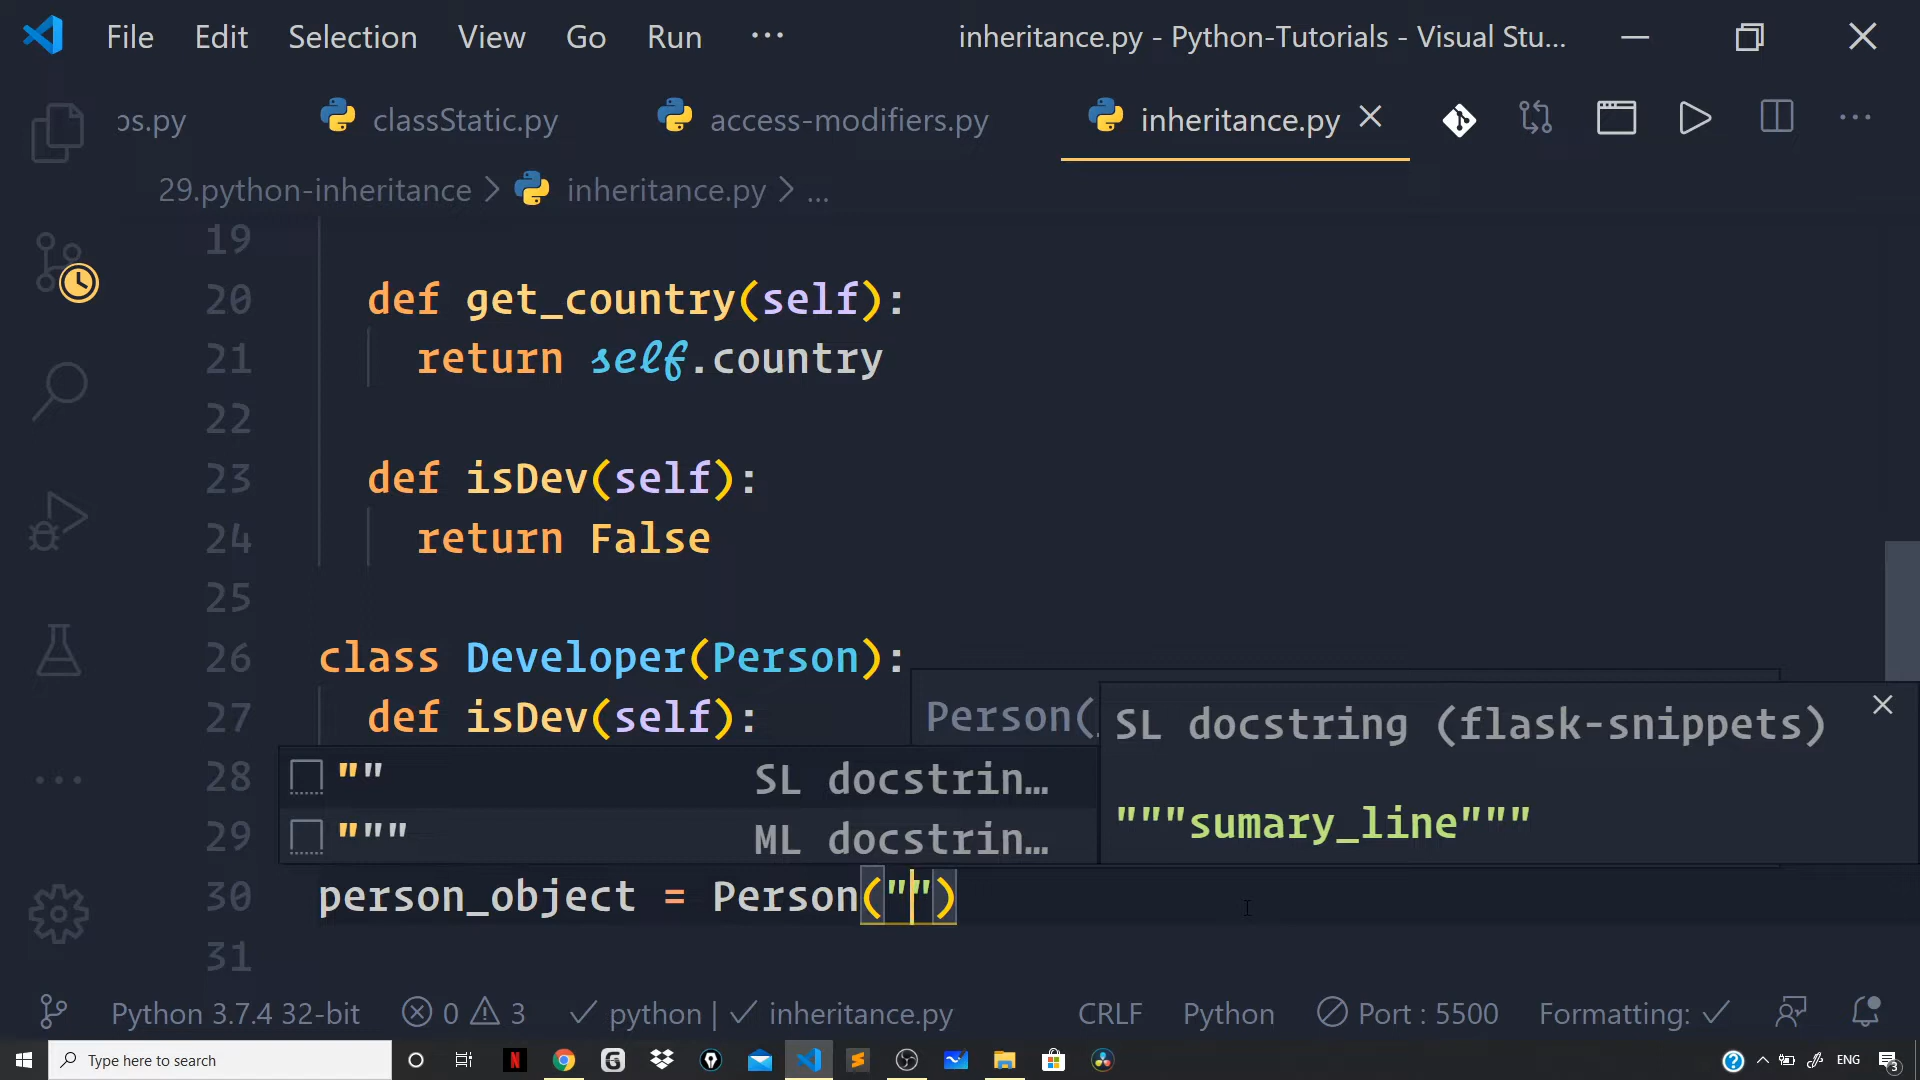 File Edit Selection View Go Run ··· inheritance.py - Python-Tutorials - Visual Stu...
os.py classStatic.py access-modifiers.py inheritance.py
29.python-inheritance > inheritance.py > ...
19
20 def get_country(self):
21 return self.country
22
23 def isDev(self):
24 return False
25
26 class Developer(Person):
27 def isDev(self):
Person(
SL docstring (flask-snippets)
"""sumary_line"""
28 "" SL docstrin…
29 """ ML docstrin…
30 person_object = Person("")
31
Python 3.7.4 32-bit 0 3 python | inheritance.py CRLF Python Port : 5500 Formatting:
Type here to search ENG 3